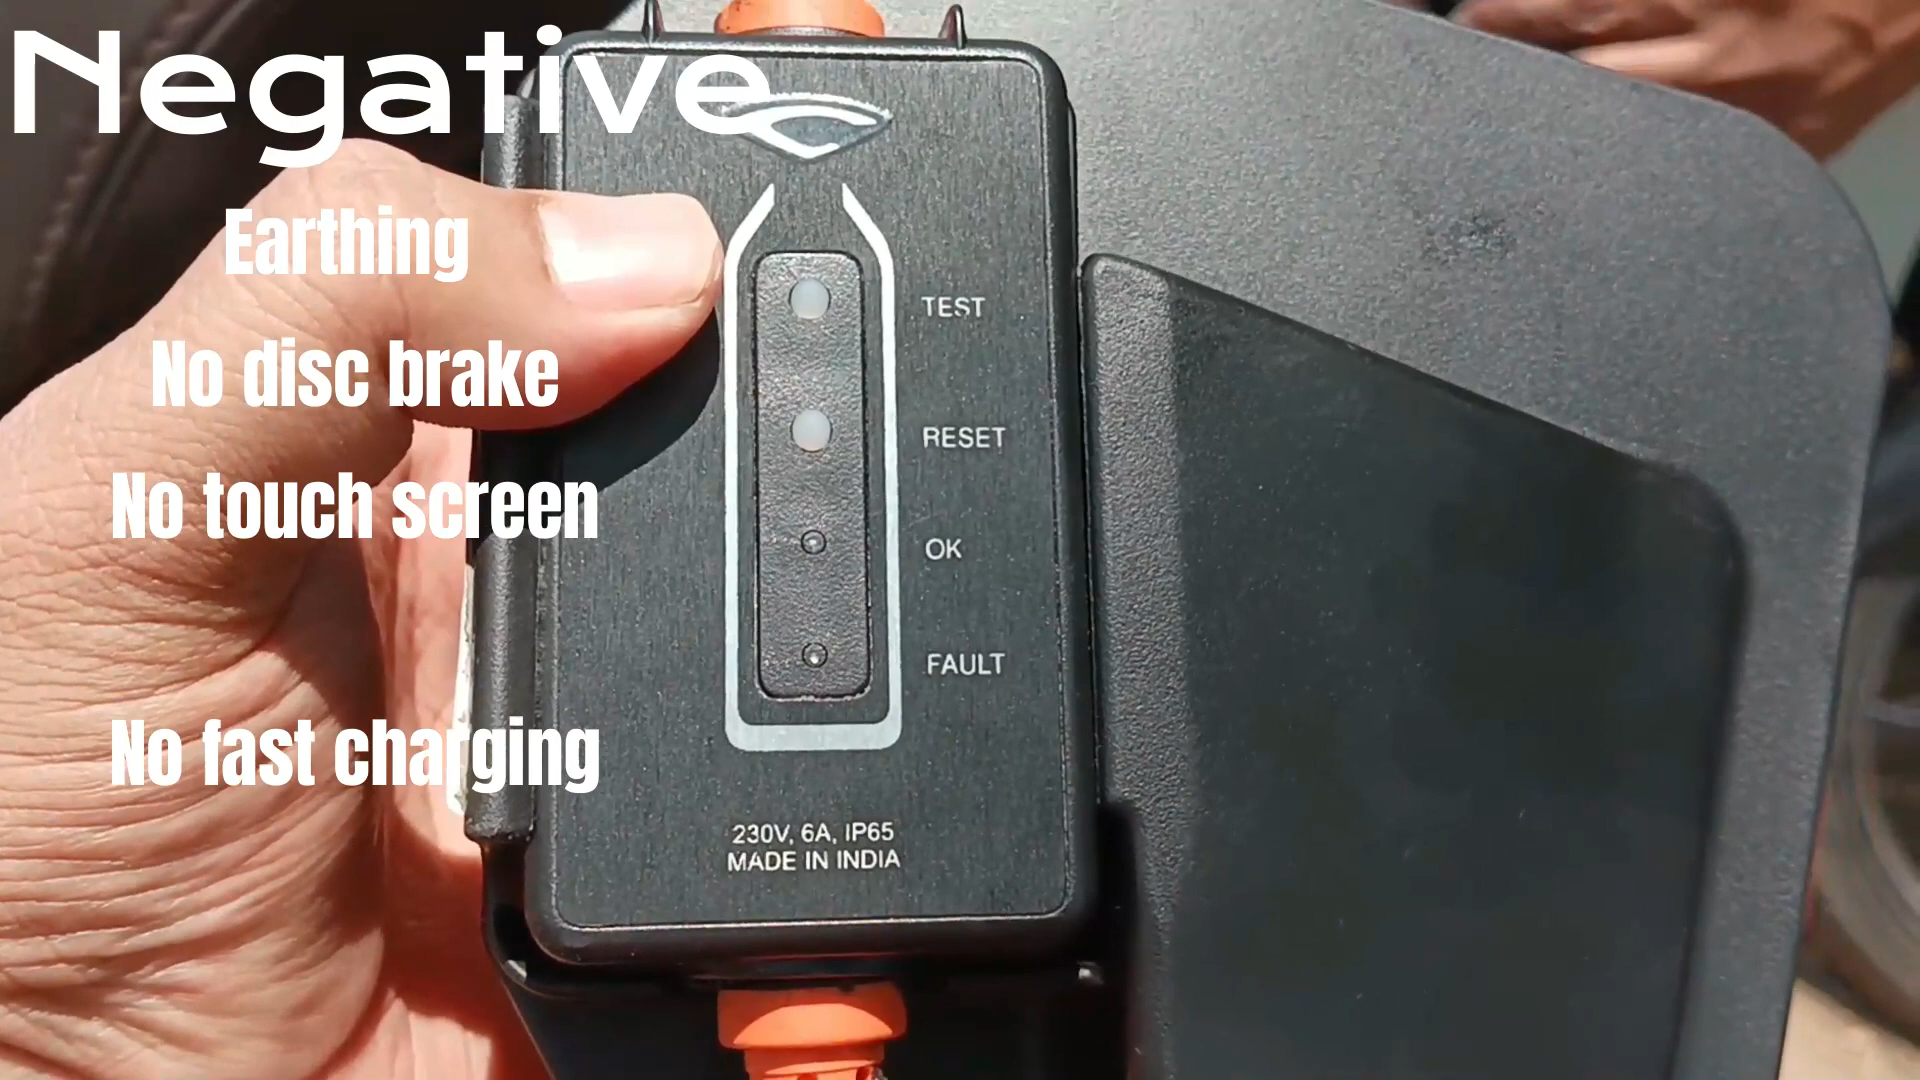 Negative
Earthing
No disc brake
No touch screen
No fast charging
TEST
RESET
OK
FAULT
230V, 6A, IP65
MADE IN INDIA